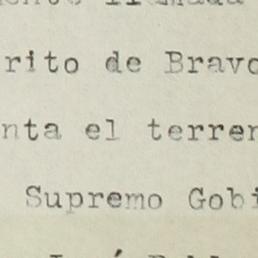 rito de Bravo
nta el terren
Supremo Gobi